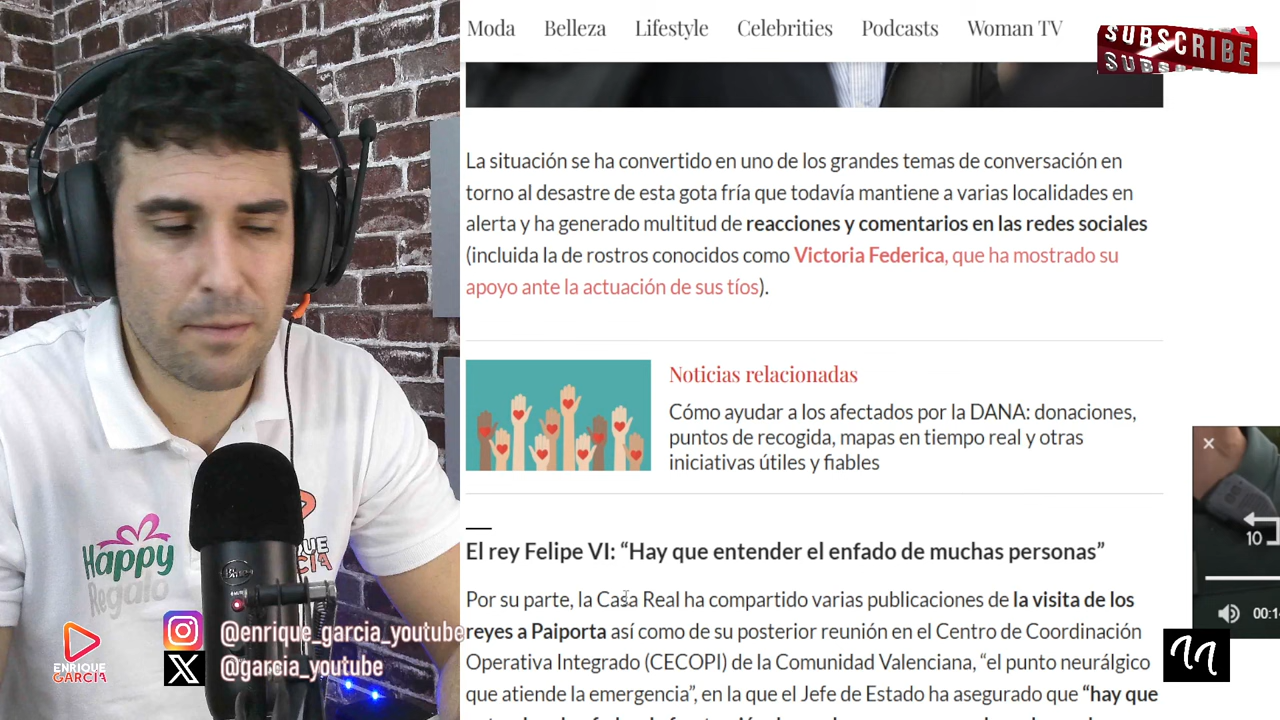 Moda Belleza Lifestyle Celebrities Podcasts Woman TV
SUBSCRIBE
La situación se ha convertido en uno de los grandes temas de conversación en
torno al desastre de esta gota fría que todavía mantiene a varias localidades en
alerta y ha generado multitud de reacciones y comentarios en las redes sociales
(incluida la de rostros conocidos como Victoria Federica, que ha mostrado su
apoyo ante la actuación de sus tíos).
Noticias relacionadas
Cómo ayudar a los afectados por la DANA: donaciones,
puntos de recogida, mapas en tiempo real y otras
iniciativas útiles y fiables
10
00:1
El rey Felipe VI: “Hay que entender el enfado de muchas personas”
Por su parte, la Casa Real ha compartido varias publicaciones de la visita de los
reyes a Paiporta así como de su posterior reunión en el Centro de Coordinación
Operativa Integrado (CECOPI) de la Comunidad Valenciana, “el punto neurálgico
que atiende la emergencia”, en la que el Jefe de Estado ha asegurado que “hay que
Happy
Regalo
@enrique_garcia_youtube
@garcia_youtube
ENRIQUE
GARCIA